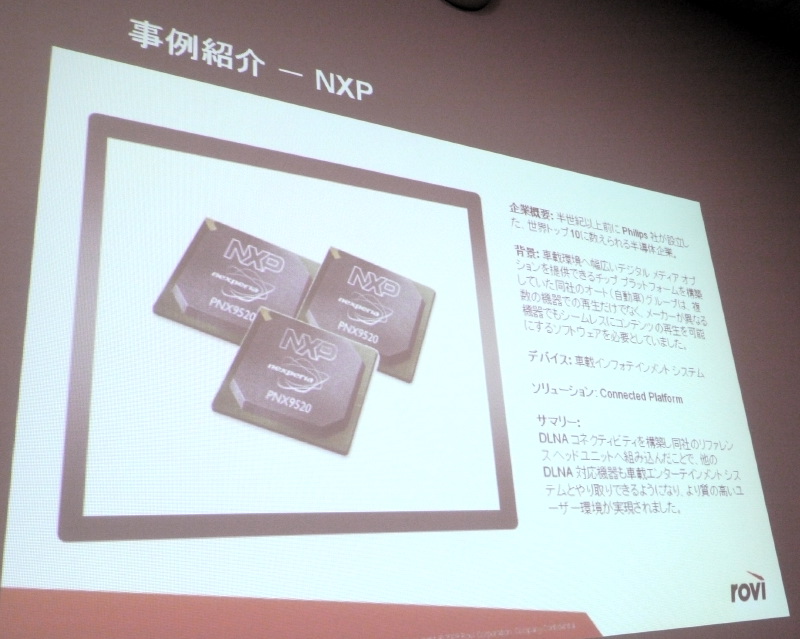 事例紹介 － NXP
NXP
nexperia
PNX9520
NXP
nexperia
PNX9520
NXP
nexperia
PNX9520
企業概要: 半世紀以上前に Philips 社が設立し
た、世界トップ10に数えられる半導体企業。
背景: 車載環境へ幅広いデジタル メディア オプ
ションを提供できるチップ プラットフォームを構築
していた同社のオート（自動車）グループは、複
数の機器での再生だけでなく、メーカーが異なる
機器でもシームレスにコンテンツの再生を可能
にするソフトウェアを必要としていました。
デバイス: 車載インフォテインメント システム
ソリューション: Connected Platform
サマリー:
DLNA コネクティビティを構築し同社のリファレン
ス ヘッドユニットへ組み込んだことで、他の
DLNA 対応機器も車載エンターテインメント シス
テムとやり取りできるようになり、より質の高いユ
ーザー環境が実現されました。
rovi
Corporation. Company Confidential